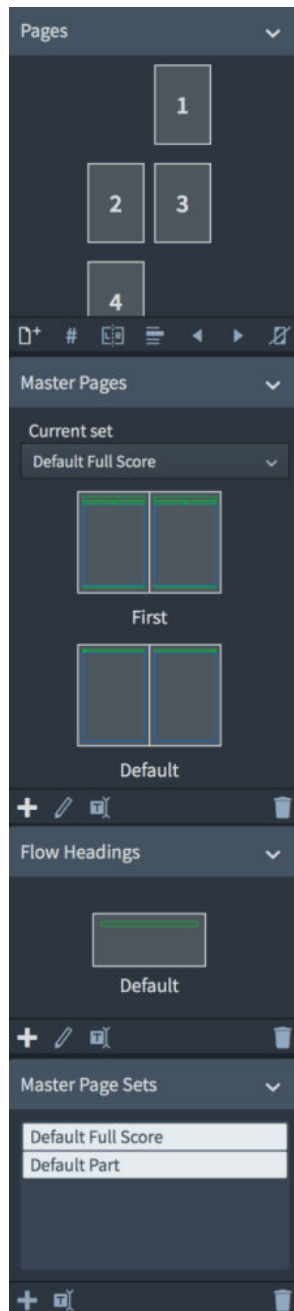 Pages
1
2 3
4
#
L R
Master Pages
Current set
Default Full Score
First
Default
T
Flow Headings
Default
T
Master Page Sets
Default Full Score
Default Part
T